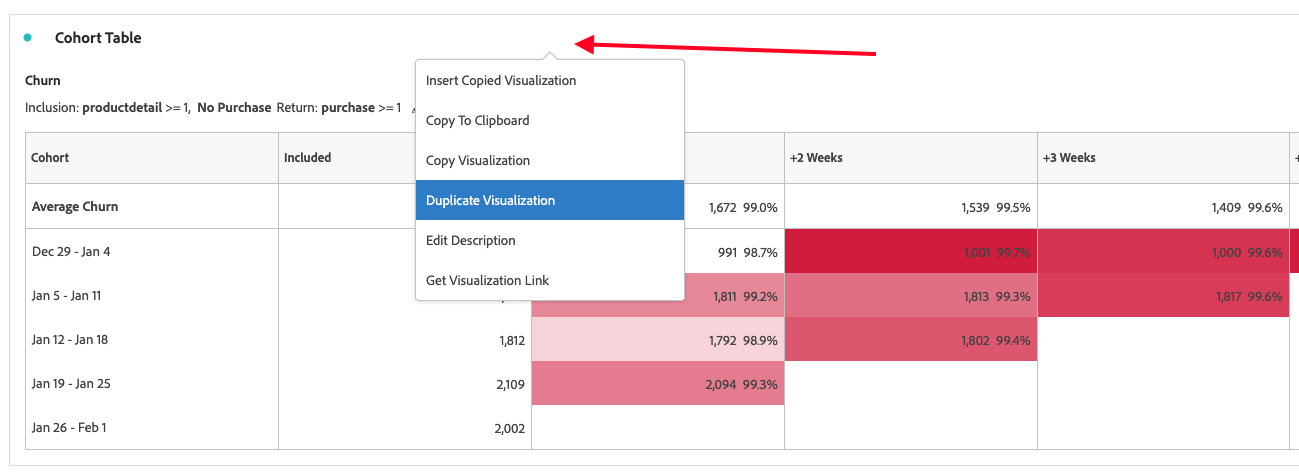 Cohort Table
Churn
Inclusion: productdetail >= 1, No Purchase Return: purchase >= 1
Insert Copied Visualization
Copy To Clipboard
Copy Visualization
Duplicate Visualization
Edit Description
Get Visualization Link
Cohort Included +2 Weeks +3 Weeks
Average Churn 1,672 99.0% 1,539 99.5% 1,409 99.6%
Dec 29 - Jan 4 991 98.7% 1,001 99.7% 1,000 99.6%
Jan 5 - Jan 11 1,811 99.2% 1,813 99.3% 1,817 99.6%
Jan 12 - Jan 18 1,812 1,792 98.9% 1,802 99.4%
Jan 19 - Jan 25 2,109 2,094 99.3%
Jan 26 - Feb 1 2,002